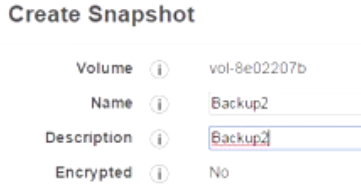 Create Snapshot
Volume i vol-8e02207b
Name i Backup2
Description i Backup2
Encrypted i No